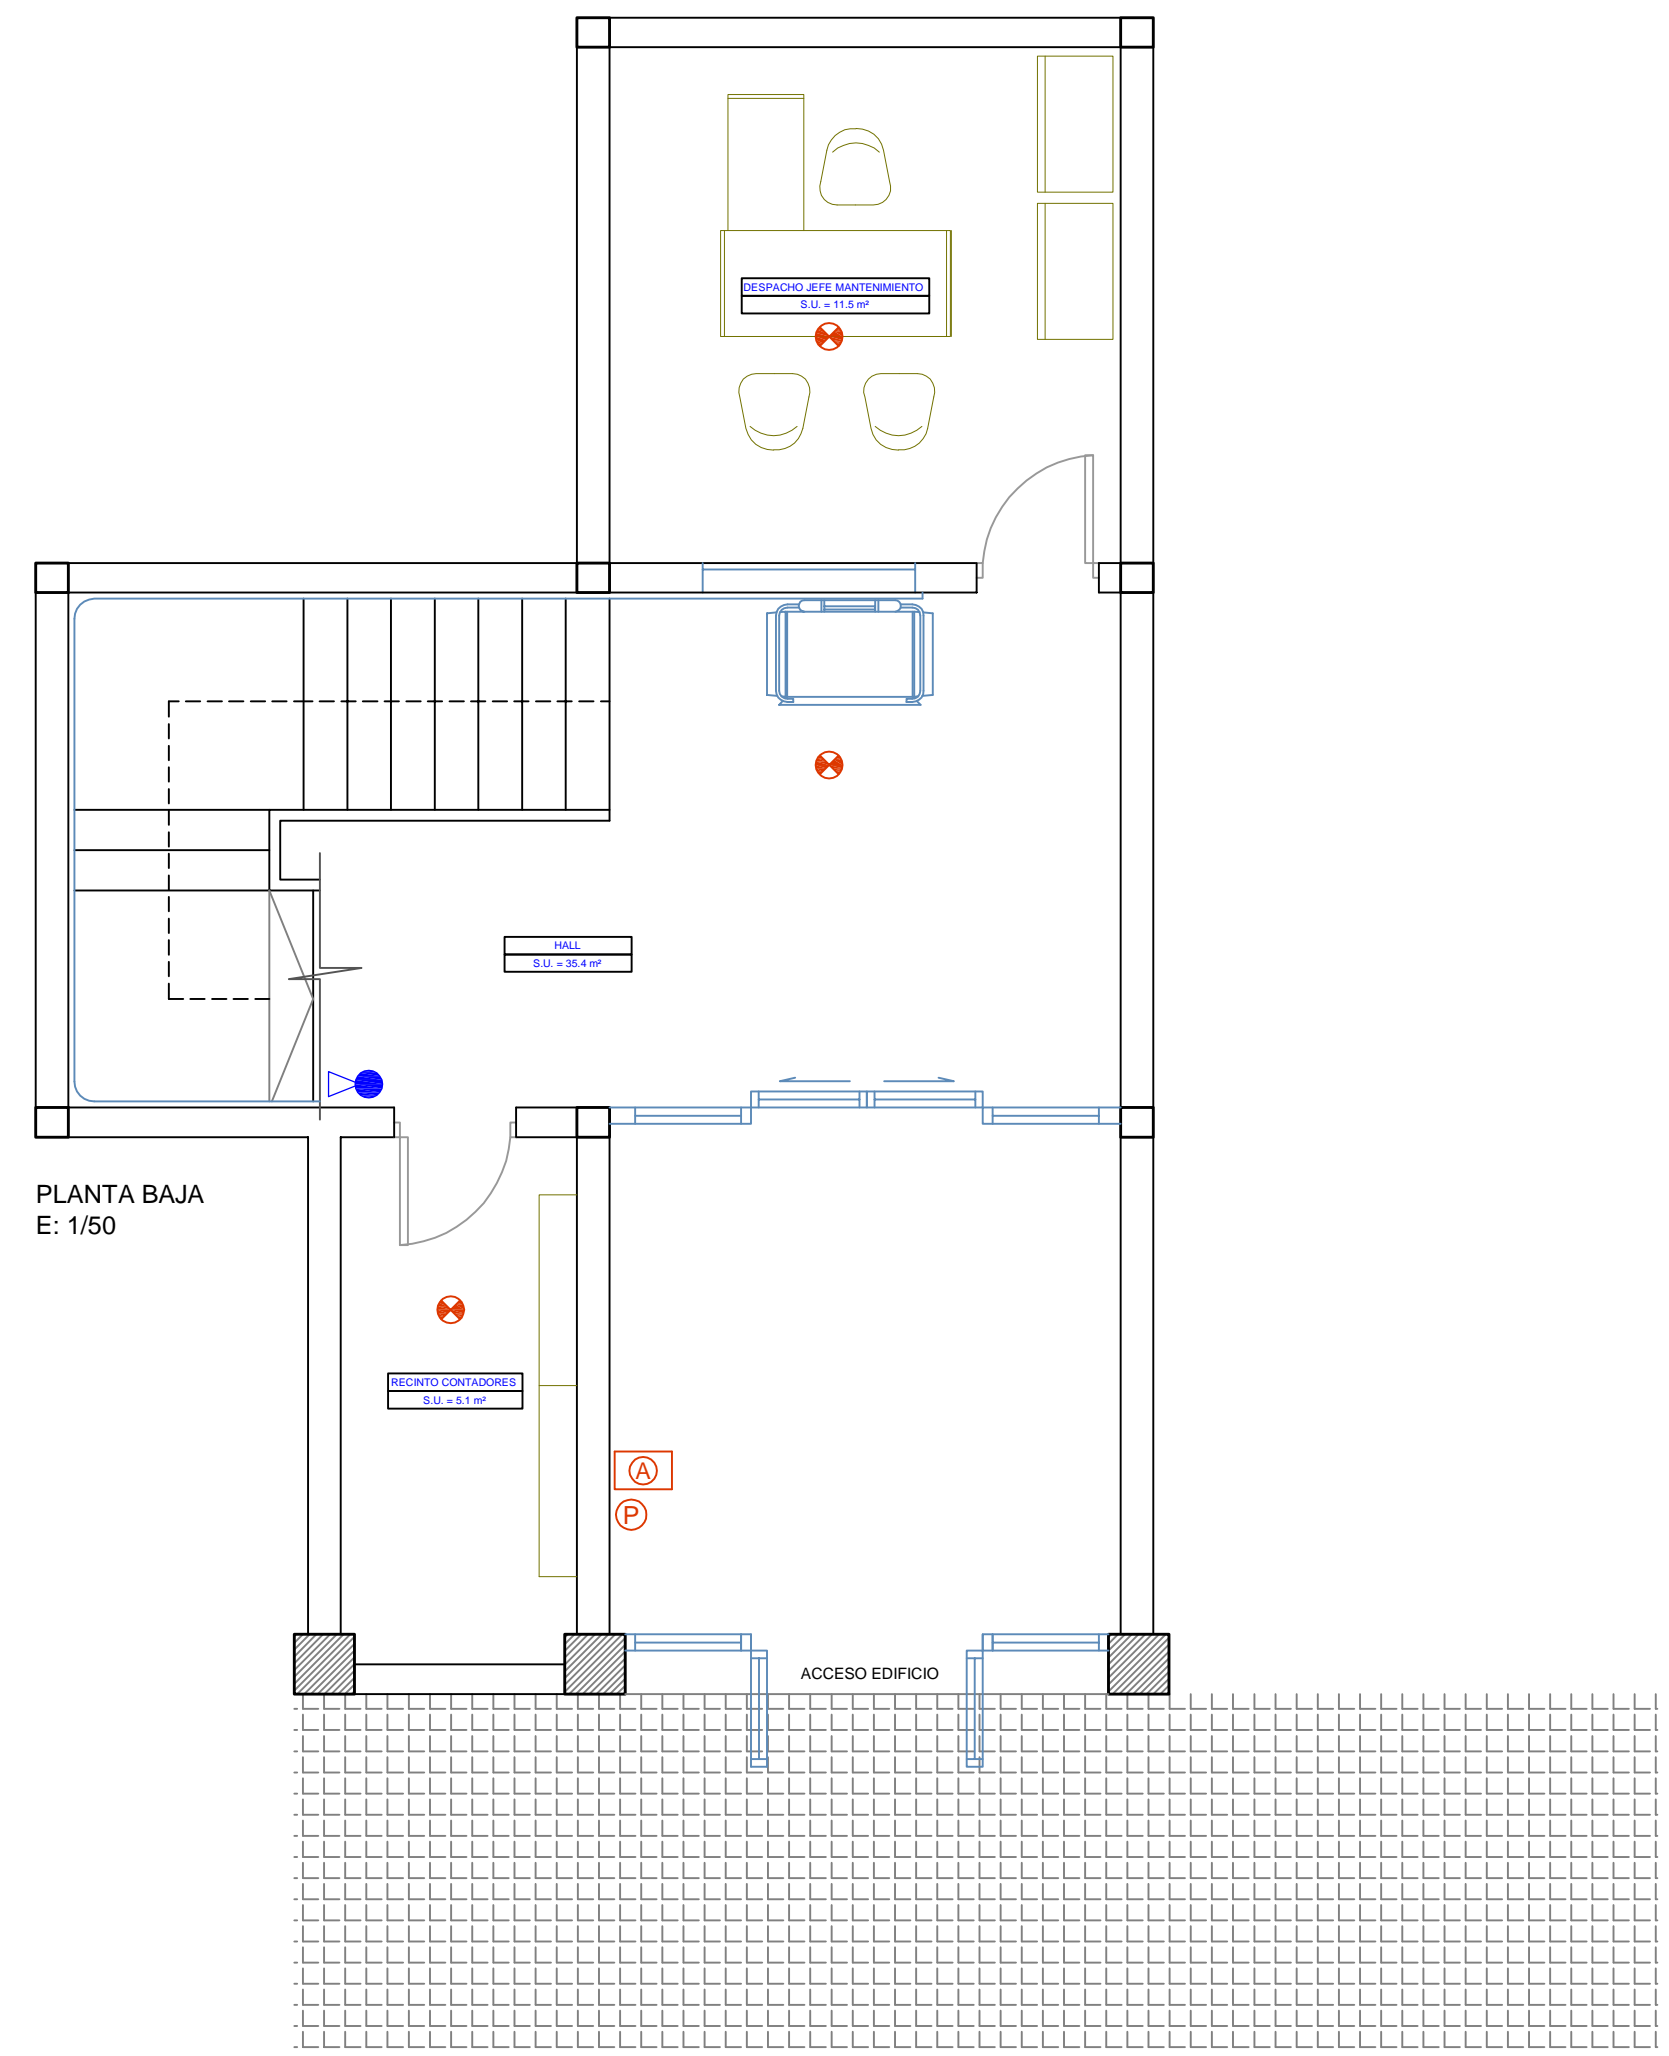 DESPACHO JEFE MANTENIMIENTO
S.U. = 11.5 m²
HALL
S.U. = 35.4 m²
PLANTA BAJA
E: 1/50
RECINTO CONTADORES
S.U. = 5.1 m²
A
P
ACCESO EDIFICIO